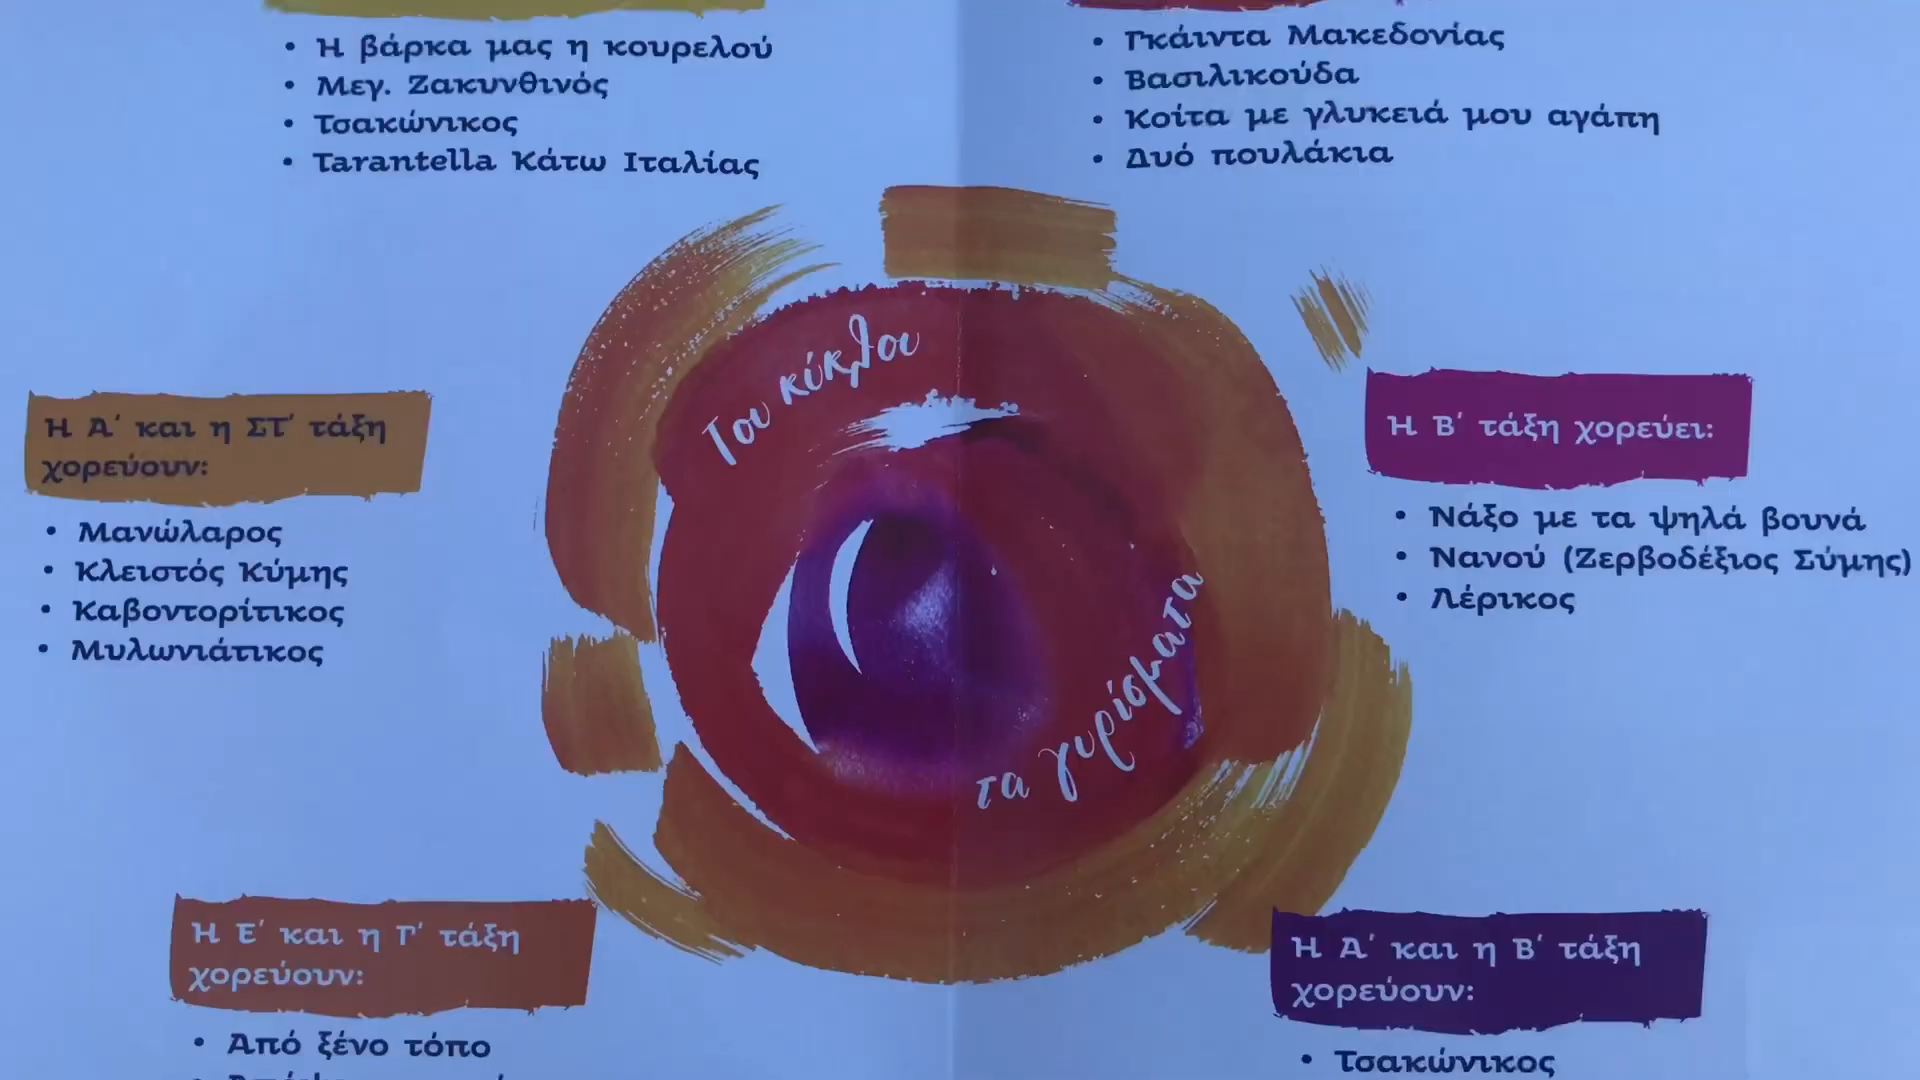 • Η βάρκα μας η κουρελού
• Μεγ. Ζακυνθινός
• Τσακώνικος
• Tarantella Κάτω Ιταλίας
• Γκάιντα Μακεδονίας
• Βασιλικούδα
• Κοίτα με γλυκειά μου αγάπη
• Δυό πουλάκια
Του κύκλου
τα γυρίσματα
Η Α΄ και η ΣΤ΄ τάξη
χορεύουν:
• Μανώλαρος
• Κλειστός Κύμης
• Καβοντορίτικος
• Μυλωνιάτικος
Η Β΄ τάξη χορεύει:
• Νάξο με τα ψηλά βουνά
• Νανού (Ζερβοδέξιος Σύμης)
• Λέρικος
Η Ε΄ και η Γ΄ τάξη
χορεύουν:
• Από ξένο τόπο
Η Α΄ και η Β΄ τάξη
χορεύουν:
• Τσακώνικος